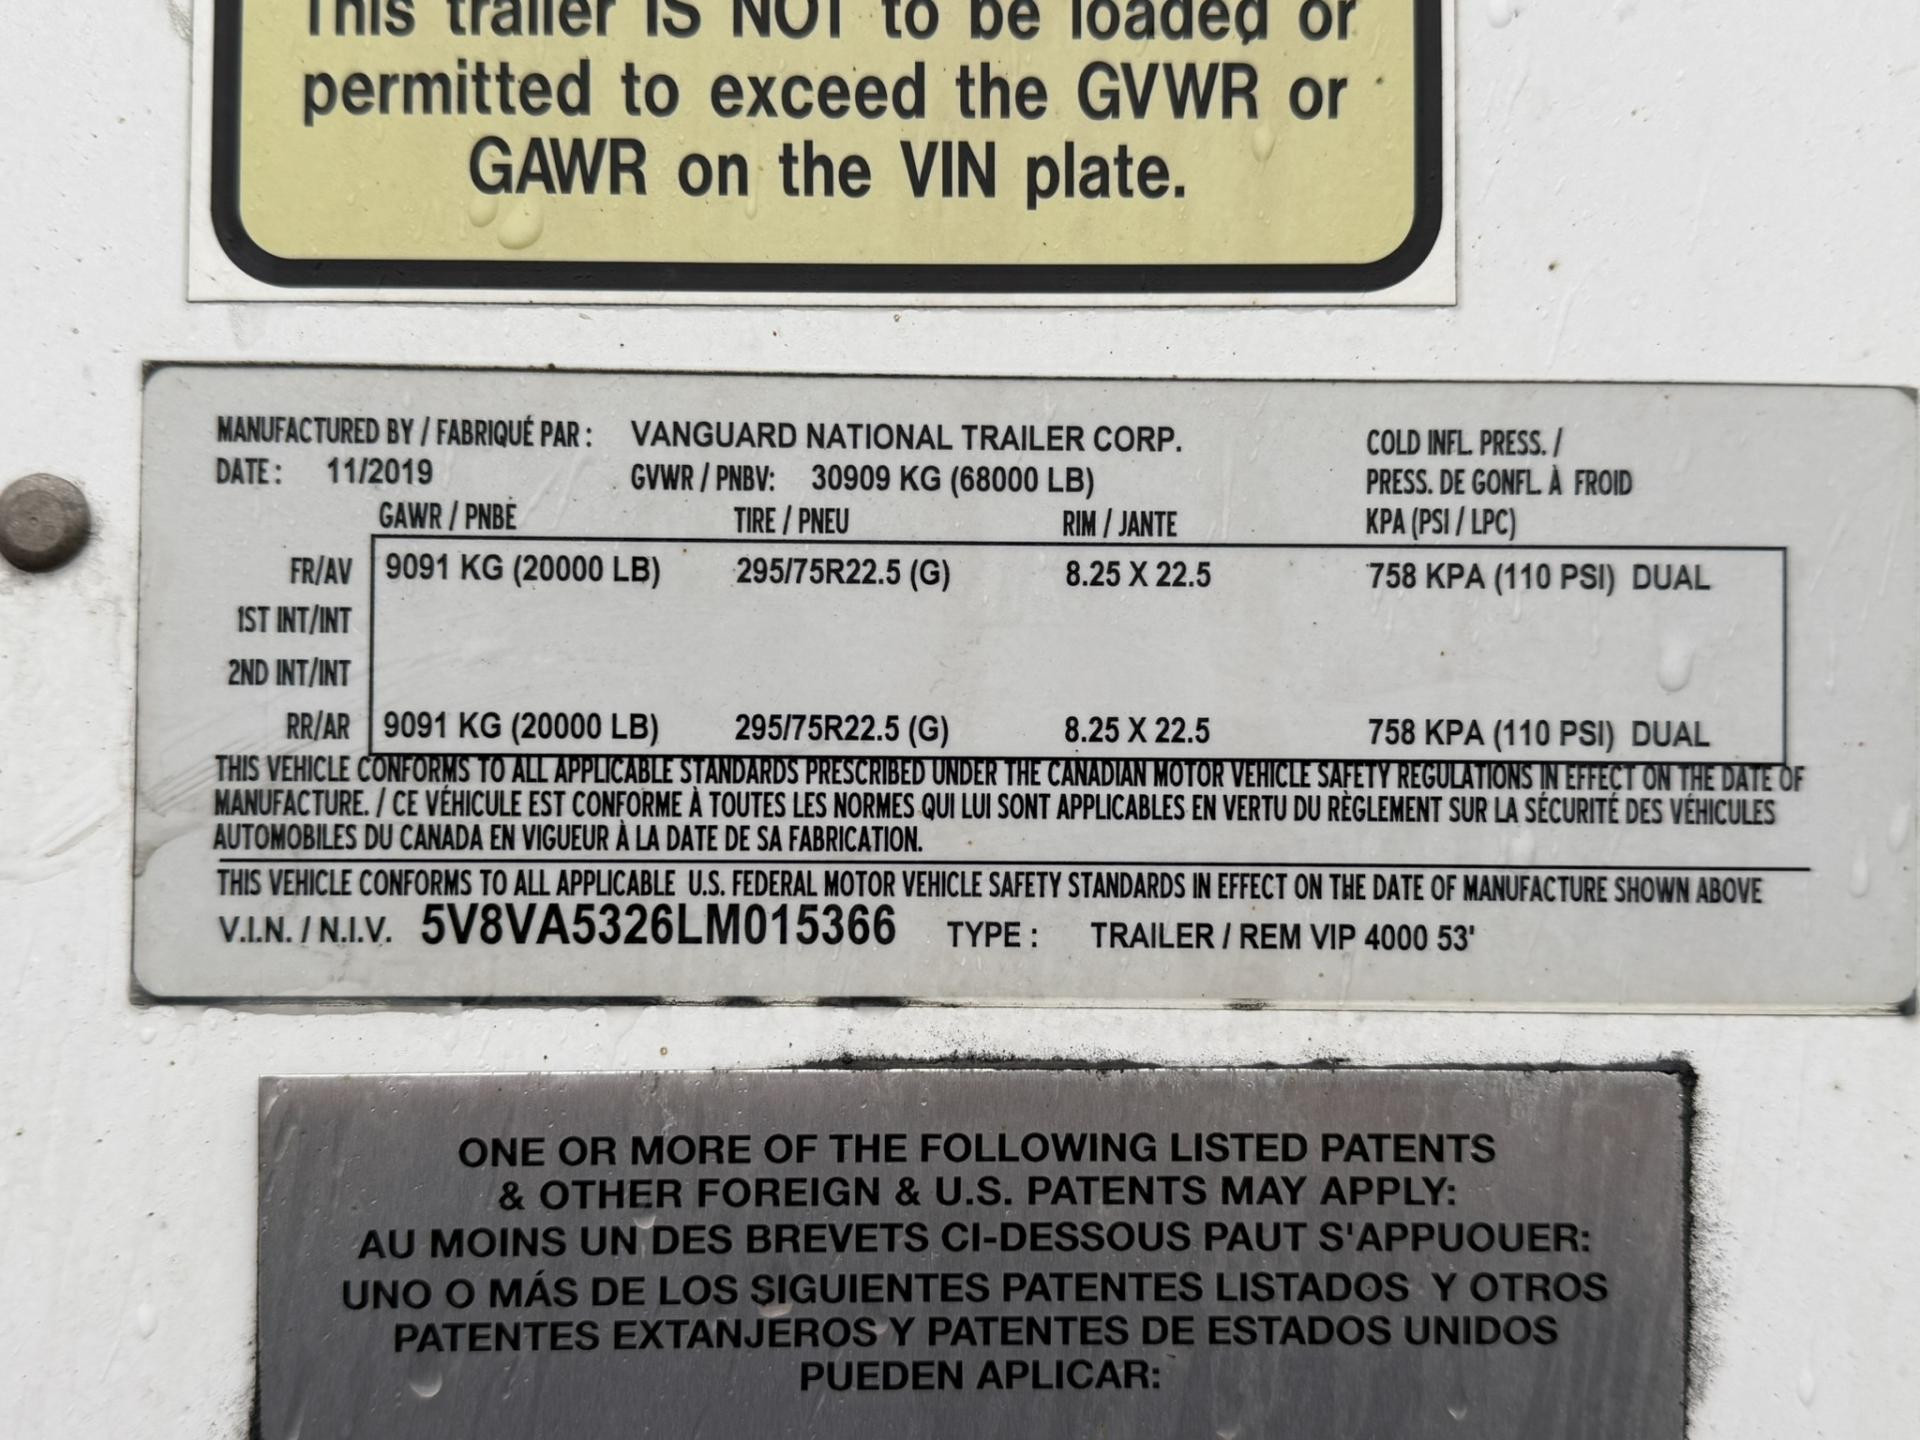 This trailer IS NOT to be loaded or
permitted to exceed the GVWR or
GAWR on the VIN plate.
MANUFACTURED BY / FABRIQUÉ PAR : VANGUARD NATIONAL TRAILER CORP. COLD INFL. PRESS. /
DATE : 11/2019 GVWR / PNBV: 30909 KG (68000 LB) PRESS. DE GONFL. À FROID
GAWR / PNBE TIRE / PNEU RIM / JANTE KPA (PSI / LPC)
FR/AV 9091 KG (20000 LB) 295/75R22.5 (G) 8.25 X 22.5 758 KPA (110 PSI) DUAL
1ST INT/INT
2ND INT/INT
RR/AR 9091 KG (20000 LB) 295/75R22.5 (G) 8.25 X 22.5 758 KPA (110 PSI) DUAL
THIS VEHICLE CONFORMS TO ALL APPLICABLE STANDARDS PRESCRIBED UNDER THE CANADIAN MOTOR VEHICLE SAFETY REGULATIONS IN EFFECT ON THE DATE OF
MANUFACTURE. / CE VÉHICULE EST CONFORME À TOUTES LES NORMES QUI LUI SONT APPLICABLES EN VERTU DU RÈGLEMENT SUR LA SÉCURITÉ DES VÉHICULES
AUTOMOBILES DU CANADA EN VIGUEUR À LA DATE DE SA FABRICATION.
THIS VEHICLE CONFORMS TO ALL APPLICABLE U.S. FEDERAL MOTOR VEHICLE SAFETY STANDARDS IN EFFECT ON THE DATE OF MANUFACTURE SHOWN ABOVE
V.I.N. / N.I.V. 5V8VA5326LM015366 TYPE : TRAILER / REM VIP 4000 53'
ONE OR MORE OF THE FOLLOWING LISTED PATENTS
& OTHER FOREIGN & U.S. PATENTS MAY APPLY:
AU MOINS UN DES BREVETS CI-DESSOUS PAUT S'APPUOUER:
UNO O MÁS DE LOS SIGUIENTES PATENTES LISTADOS Y OTROS
PATENTES EXTANJEROS Y PATENTES DE ESTADOS UNIDOS
PUEDEN APLICAR: